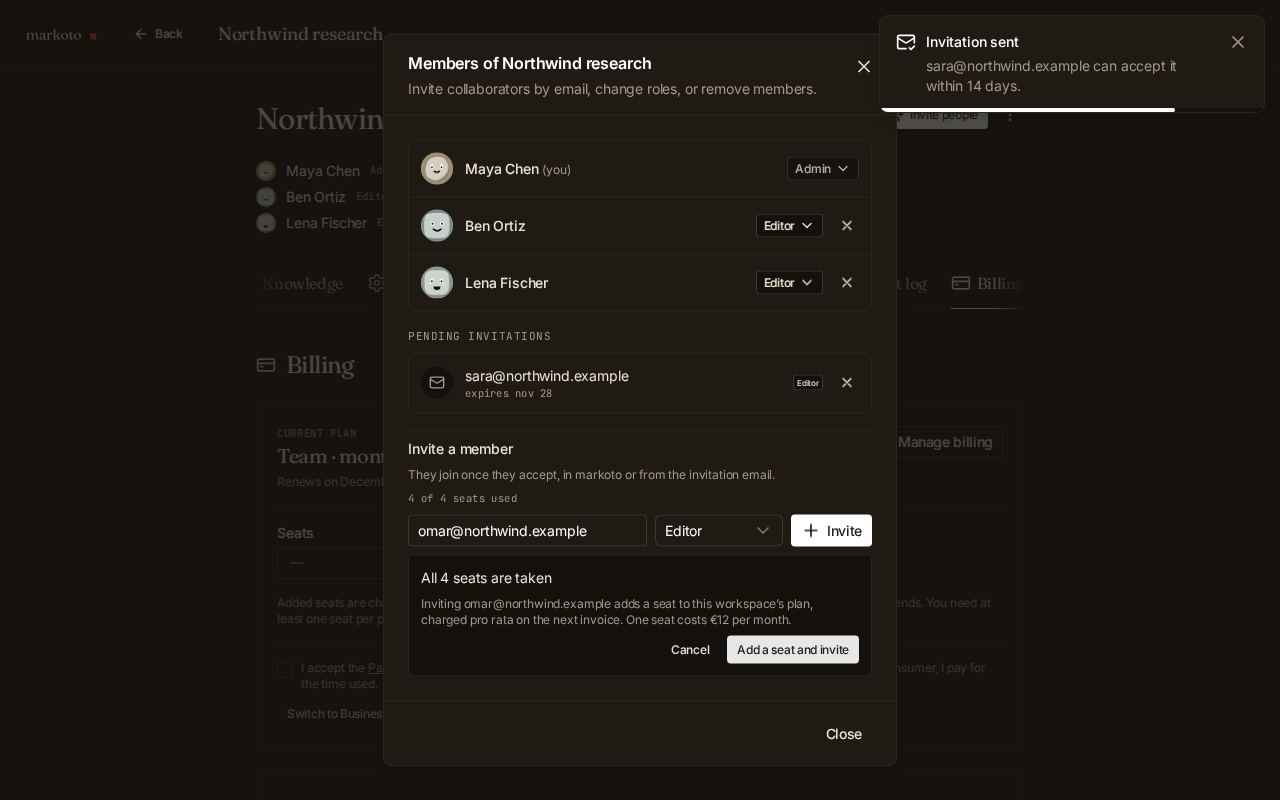 markoto
Back
Northwind research
Invitation sent
sara@northwind.example can accept it
within 14 days.
Members of Northwind research
Invite collaborators by email, change roles, or remove members.
Northwin
Invite people
Maya Chen
Ben Ortiz
Lena Fischer
Maya Chen (you)
Admin
Ben Ortiz
Editor
Lena Fischer
Editor
Knowledge
t log
Billing
PENDING INVITATIONS
sara@northwind.example
expires nov 28
Editor
Billing
CURRENT PLAN
Team · mont
Renews on Decem
Manage billing
Invite a member
They join once they accept, in markoto or from the invitation email.
4 of 4 seats used
omar@northwind.example
Editor
Invite
Seats
—
All 4 seats are taken
Inviting omar@northwind.example adds a seat to this workspace's plan,
charged pro rata on the next invoice. One seat costs €12 per month.
Cancel
Add a seat and invite
Added seats are ch
ends. You need at
least one seat per p
I accept the Pa
nsumer, I pay for
the time used.
Switch to Busines
Close